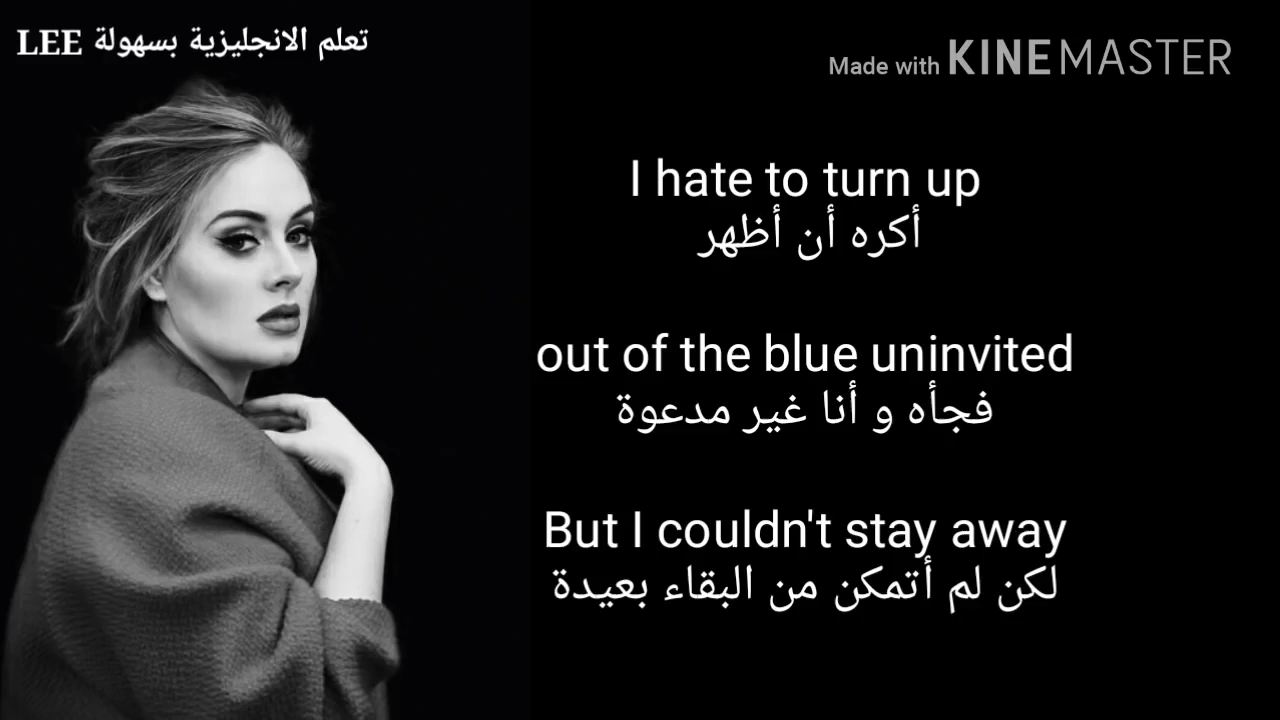 LEE تعلم الانجليزية بسهولة
Made with KINEMASTER
I hate to turn up
أكره أن أظهر
out of the blue uninvited
فجأه و أنا غير مدعوة
But I couldn't stay away
لكن لم أتمكن من البقاء بعيدة